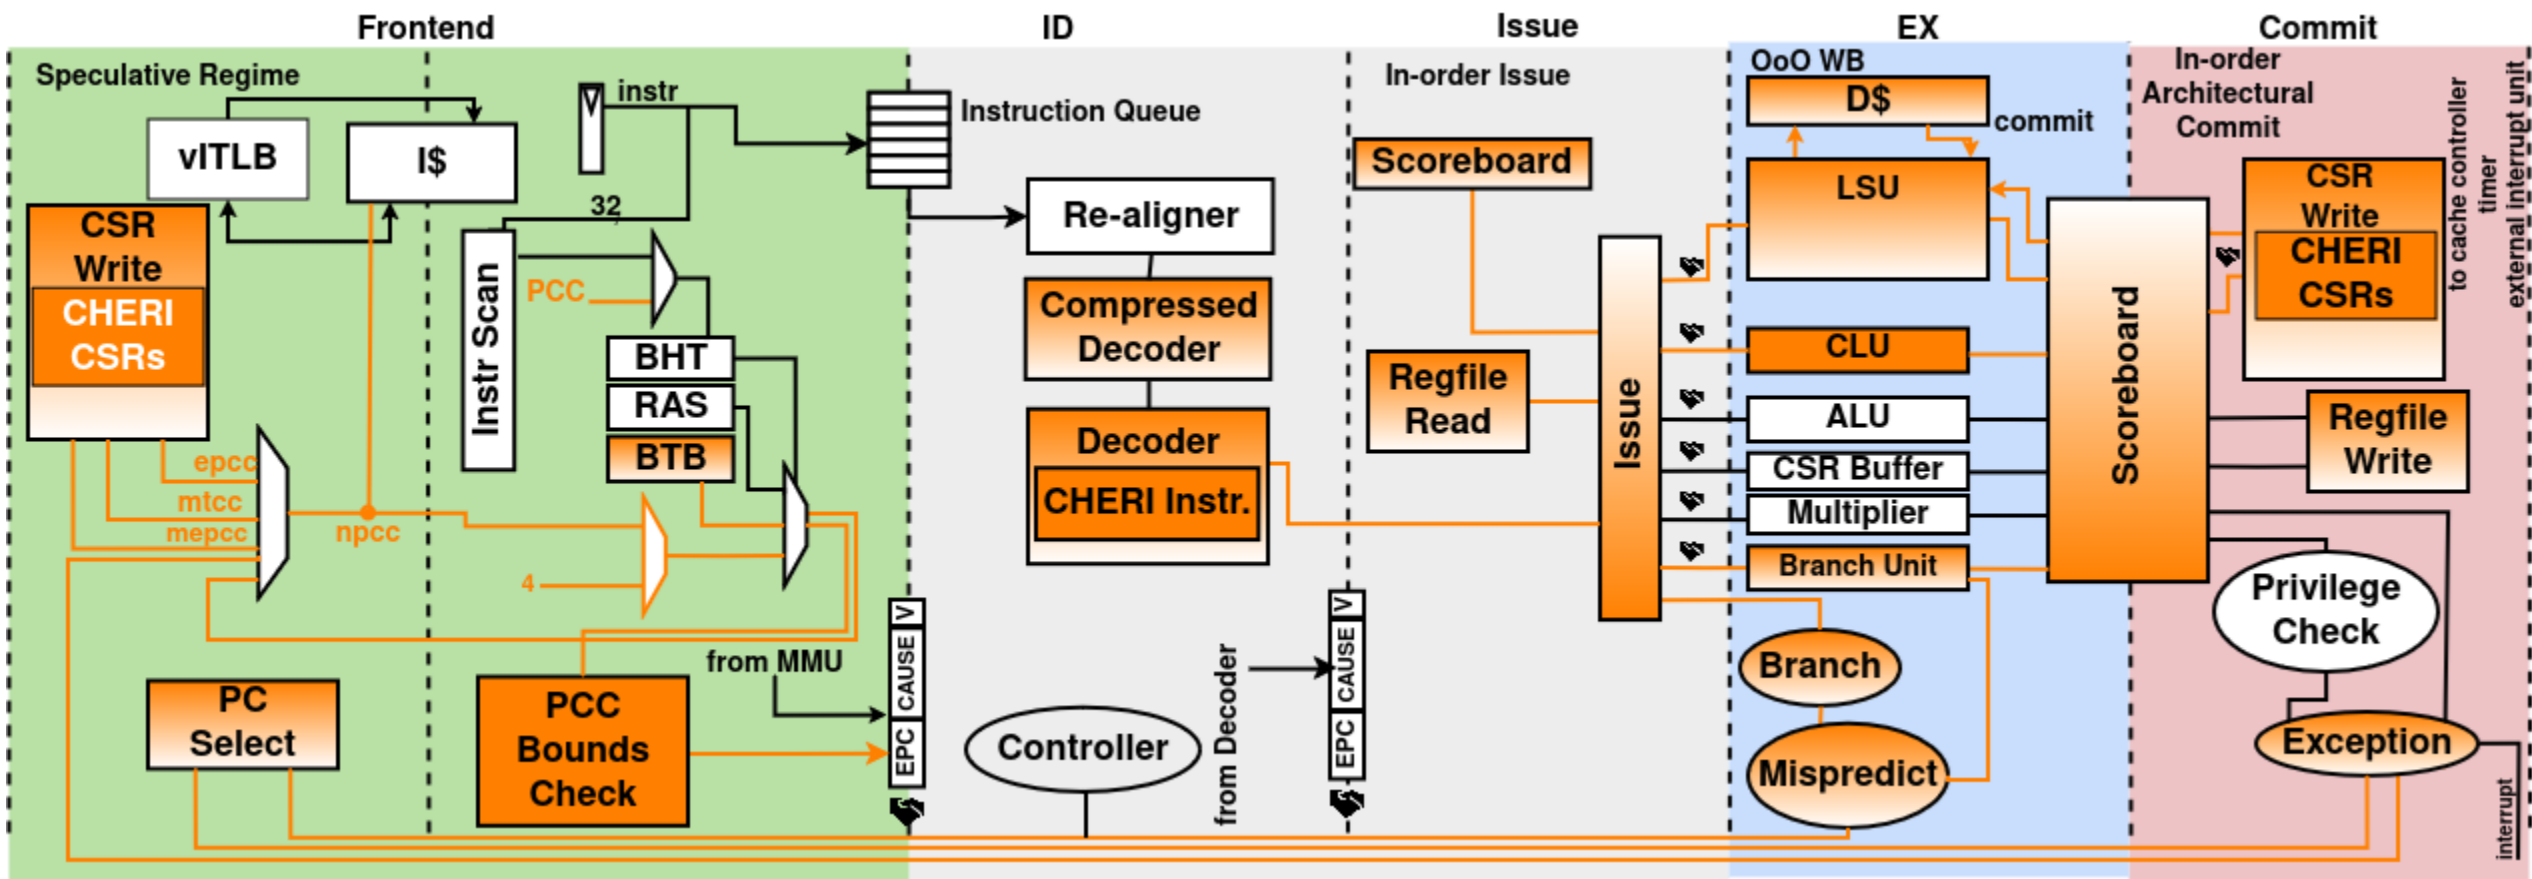 Frontend
ID
Issue
EX
Commit
Speculative Regime
vITLB
I$
CSR
Write
CHERI
CSRs
epcc
mtcc
mepcc
npcc
PC
Select
instr
32
Instr Scan
PCC
BHT
RAS
BTB
4
PCC
Bounds
Check
from MMU
V
CAUSE
EPC
Instruction Queue
Re-aligner
Compressed
Decoder
Decoder
CHERI Instr.
Controller
from Decoder
V
CAUSE
EPC
In-order Issue
Scoreboard
Regfile
Read
Issue
OoO WB
D$
commit
LSU
CLU
ALU
CSR Buffer
Multiplier
Branch Unit
Branch
Mispredict
Scoreboard
In-order
Architectural
Commit
CSR
Write
CHERI
CSRs
to cache controller
timer
external interrupt unit
Regfile
Write
Privilege
Check
Exception
interrupt